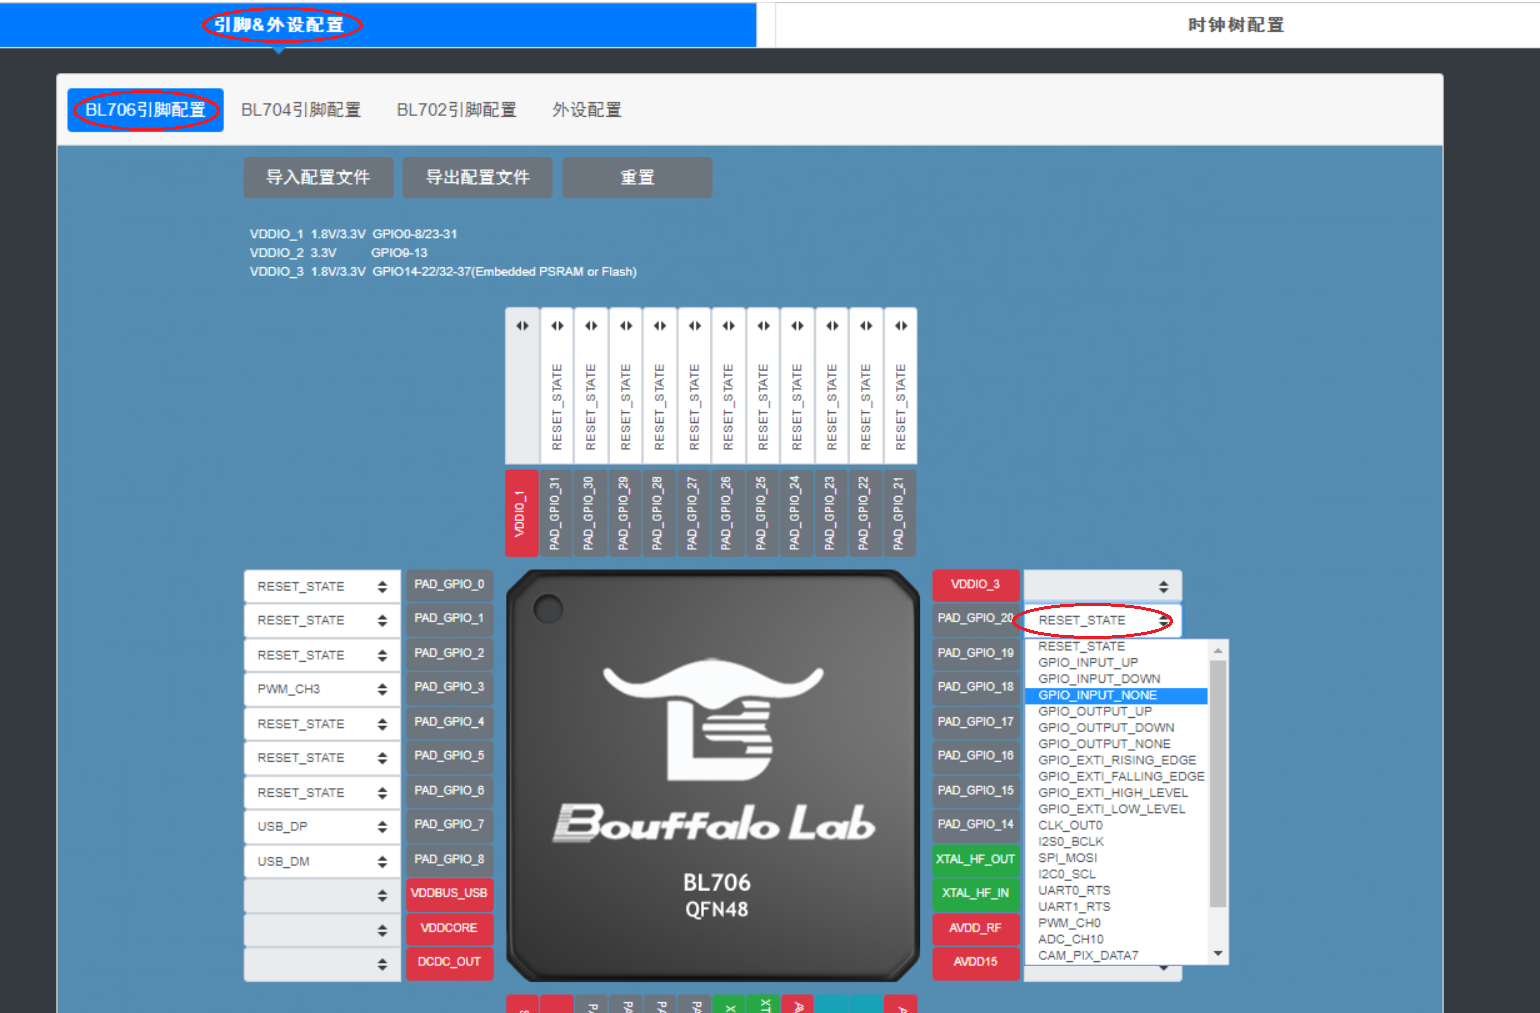 引脚&外设配置
时钟树配置
BL706引脚配置
BL704引脚配置
BL702引脚配置
外设配置
导入配置文件
导出配置文件
重置
VDDIO_1 1.8V/3.3V GPIO0-8/23-31
VDDIO_2 3.3V GPIO9-13
VDDIO_3 1.8V/3.3V GPIO14-22/32-37(Embedded PSRAM or Flash)
RESET_STATE
RESET_STATE
RESET_STATE
RESET_STATE
RESET_STATE
RESET_STATE
RESET_STATE
RESET_STATE
RESET_STATE
RESET_STATE
RESET_STATE
VDDIO_1
PAD_GPIO_31
PAD_GPIO_30
PAD_GPIO_29
PAD_GPIO_28
PAD_GPIO_27
PAD_GPIO_26
PAD_GPIO_25
PAD_GPIO_24
PAD_GPIO_23
PAD_GPIO_22
PAD_GPIO_21
RESET_STATE PAD_GPIO_0
RESET_STATE PAD_GPIO_1
RESET_STATE PAD_GPIO_2
PWM_CH3 PAD_GPIO_3
RESET_STATE PAD_GPIO_4
RESET_STATE PAD_GPIO_5
RESET_STATE PAD_GPIO_6
USB_DP PAD_GPIO_7
USB_DM PAD_GPIO_8
VDDBUS_USB
VDDCORE
DCDC_OUT
Bouffalo Lab
BL706
QFN48
VDDIO_3
PAD_GPIO_20 RESET_STATE
PAD_GPIO_19
PAD_GPIO_18
PAD_GPIO_17
PAD_GPIO_16
PAD_GPIO_15
PAD_GPIO_14
XTAL_HF_OUT
XTAL_HF_IN
AVDD_RF
AVDD15
RESET_STATE
GPIO_INPUT_UP
GPIO_INPUT_DOWN
GPIO_INPUT_NONE
GPIO_OUTPUT_UP
GPIO_OUTPUT_DOWN
GPIO_OUTPUT_NONE
GPIO_EXTI_RISING_EDGE
GPIO_EXTI_FALLING_EDGE
GPIO_EXTI_HIGH_LEVEL
GPIO_EXTI_LOW_LEVEL
CLK_OUT0
I2S0_BCLK
SPI_MOSI
I2C0_SCL
UART0_RTS
UART1_RTS
PWM_CH0
ADC_CH10
CAM_PIX_DATA7